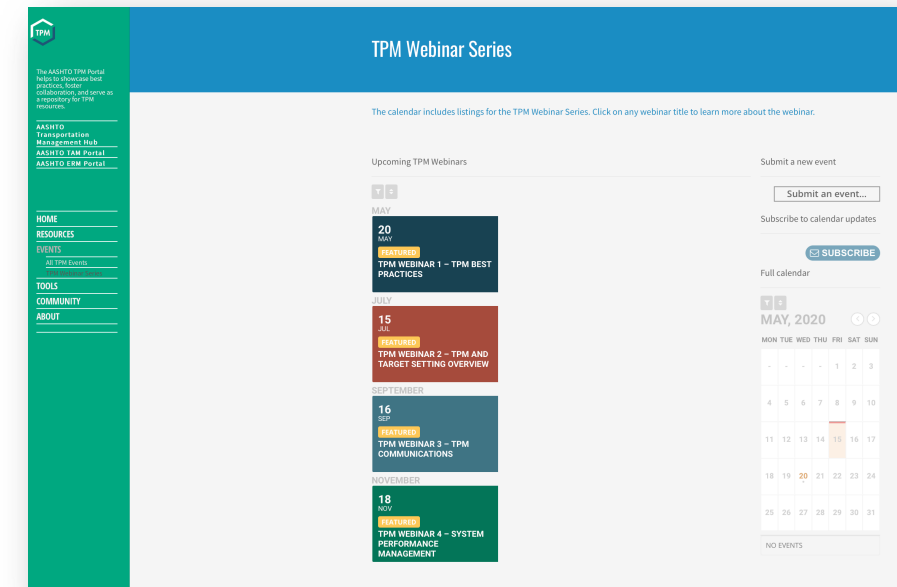 TPM
The AASHTO TPM Portal
helps to showcase best
practices, foster
collaboration, and serve as
a repository for TPM
resources.
AASHTO
Transportation
Management Hub
AASHTO TAM Portal
AASHTO ERM Portal
HOME
RESOURCES
EVENTS
All TPM Events
TPM Webinar Series
TOOLS
COMMUNITY
ABOUT
TPM Webinar Series
The calendar includes listings for the TPM Webinar Series. Click on any webinar title to learn more about the webinar.
Upcoming TPM Webinars
MAY
20
MAY
FEATURED
TPM WEBINAR 1 – TPM BEST
PRACTICES
JULY
15
JUL
FEATURED
TPM WEBINAR 2 – TPM AND
TARGET SETTING OVERVIEW
SEPTEMBER
16
SEP
FEATURED
TPM WEBINAR 3 – TPM
COMMUNICATIONS
NOVEMBER
18
NOV
FEATURED
TPM WEBINAR 4 – SYSTEM
PERFORMANCE
MANAGEMENT
Submit a new event
Submit an event...
Subscribe to calendar updates
SUBSCRIBE
Full calendar
MAY, 2020
MON TUE WED THU FRI SAT SUN
- - - - 1 2 3
4 5 6 7 8 9 10
11 12 13 14 15 16 17
18 19 20 21 22 23 24
25 26 27 28 29 30 31
NO EVENTS